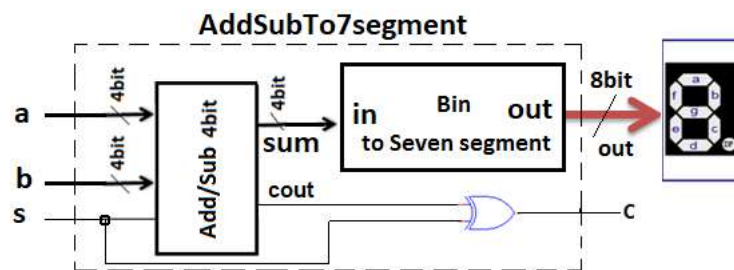 AddSubTo7segment
a
4bit
b
4bit
s
Add/Sub 4bit
4bit
sum
cout
in
Bin
out
to Seven segment
8bit
out
C
a
f
b
g
e
c
d